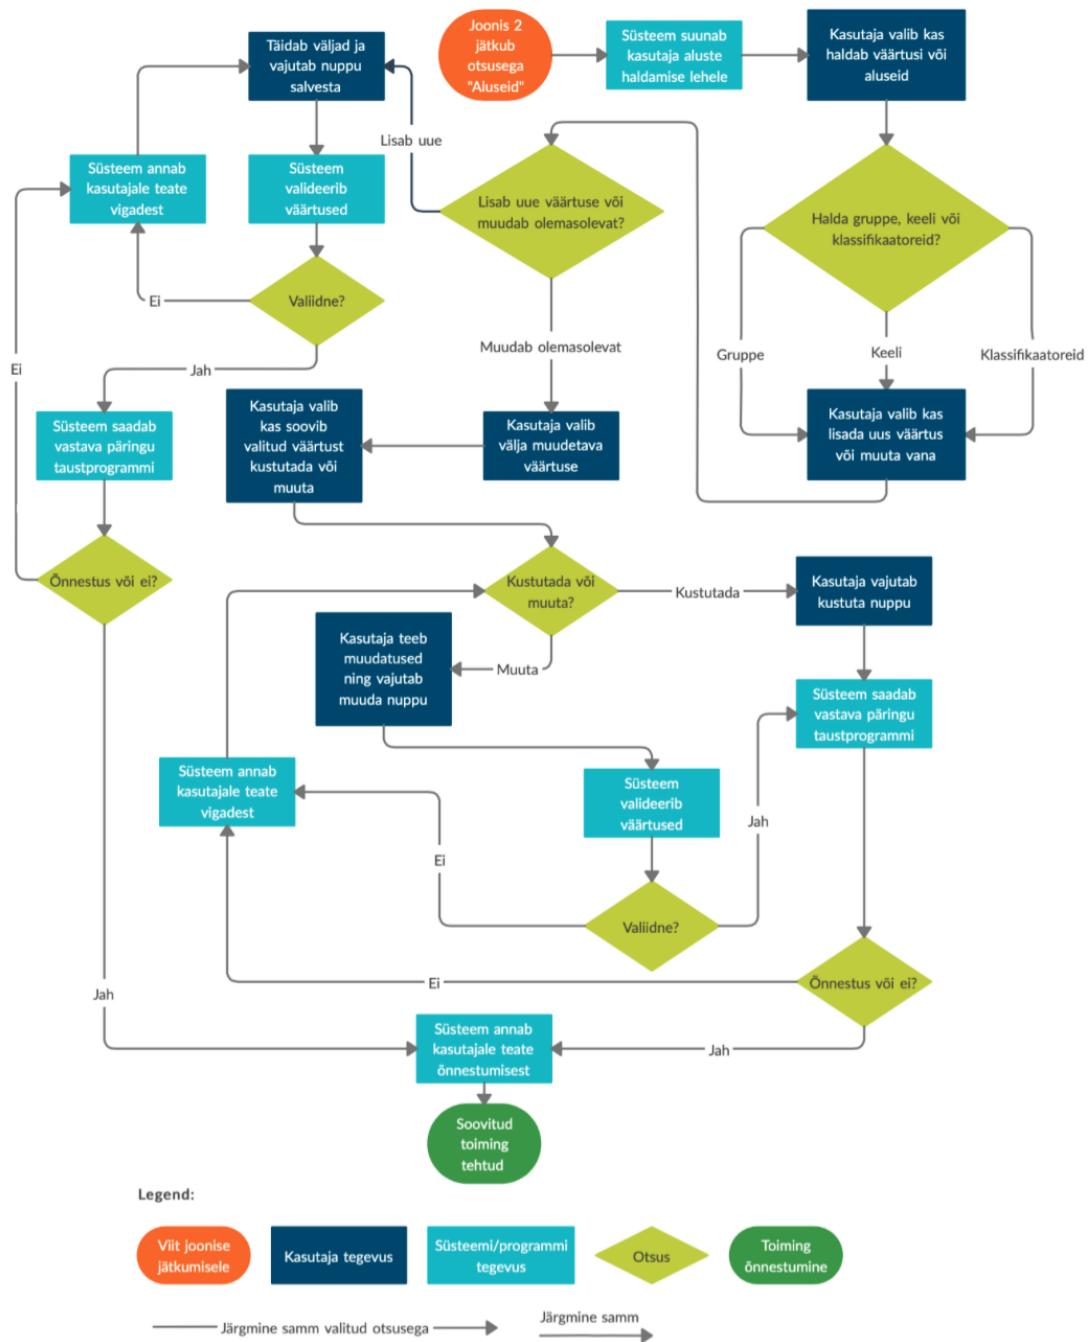 Joonis 2
jätkub
otsusega
"Aluseid"
Süsteem suunab
kasutaja aluste
haldamise lehele
Kasutaja valib kas
haldab väärtusi või
aluseid
Täidab väljad ja
vajutab nuppu
salvesta
Lisab uue
Süsteem annab
kasutajale teate
vigadest
Süsteem
valideerib
väärtused
Lisab uue väärtuse või
muudab olemasolevat?
Halda gruppe, keeli või
klassifikaatoreid?
Ei
Valiidne?
Muudab olemasolevat
Gruppe
Keeli
Klassifikaatoreid
Ei
Jah
Kasutaja valib
kas soovib
valitud väärtust
kustutada või
muuta
Kasutaja valib
välja muudetava
väärtuse
Kasutaja valib kas
lisada uus väärtus
või muuta vana
Süsteem saadab
vastava päringu
taustprogrammi
Õnnestus või ei?
Kustutada või
muuta?
Kustutada
Kasutaja vajutab
kustuta nuppu
Kasutaja teeb
muudatused
ning vajutab
muuda nuppu
Muuta
Süsteem saadab
vastava päringu
taustprogrammi
Süsteem annab
kasutajale teate
vigadest
Süsteem
valideerib
väärtused
Jah
Ei
Valiidne?
Ei
Õnnestus või ei?
Jah
Süsteem annab
kasutajale teate
õnnestumisest
Jah
Soovitud
toiming
tehtud
Legend:
Viit joonise
jätkumisele
Kasutaja tegevus
Süsteemi/programmi
tegevus
Otsus
Toiming
õnnestumine
Järgmine samm valitud otsusega
Järgmine samm